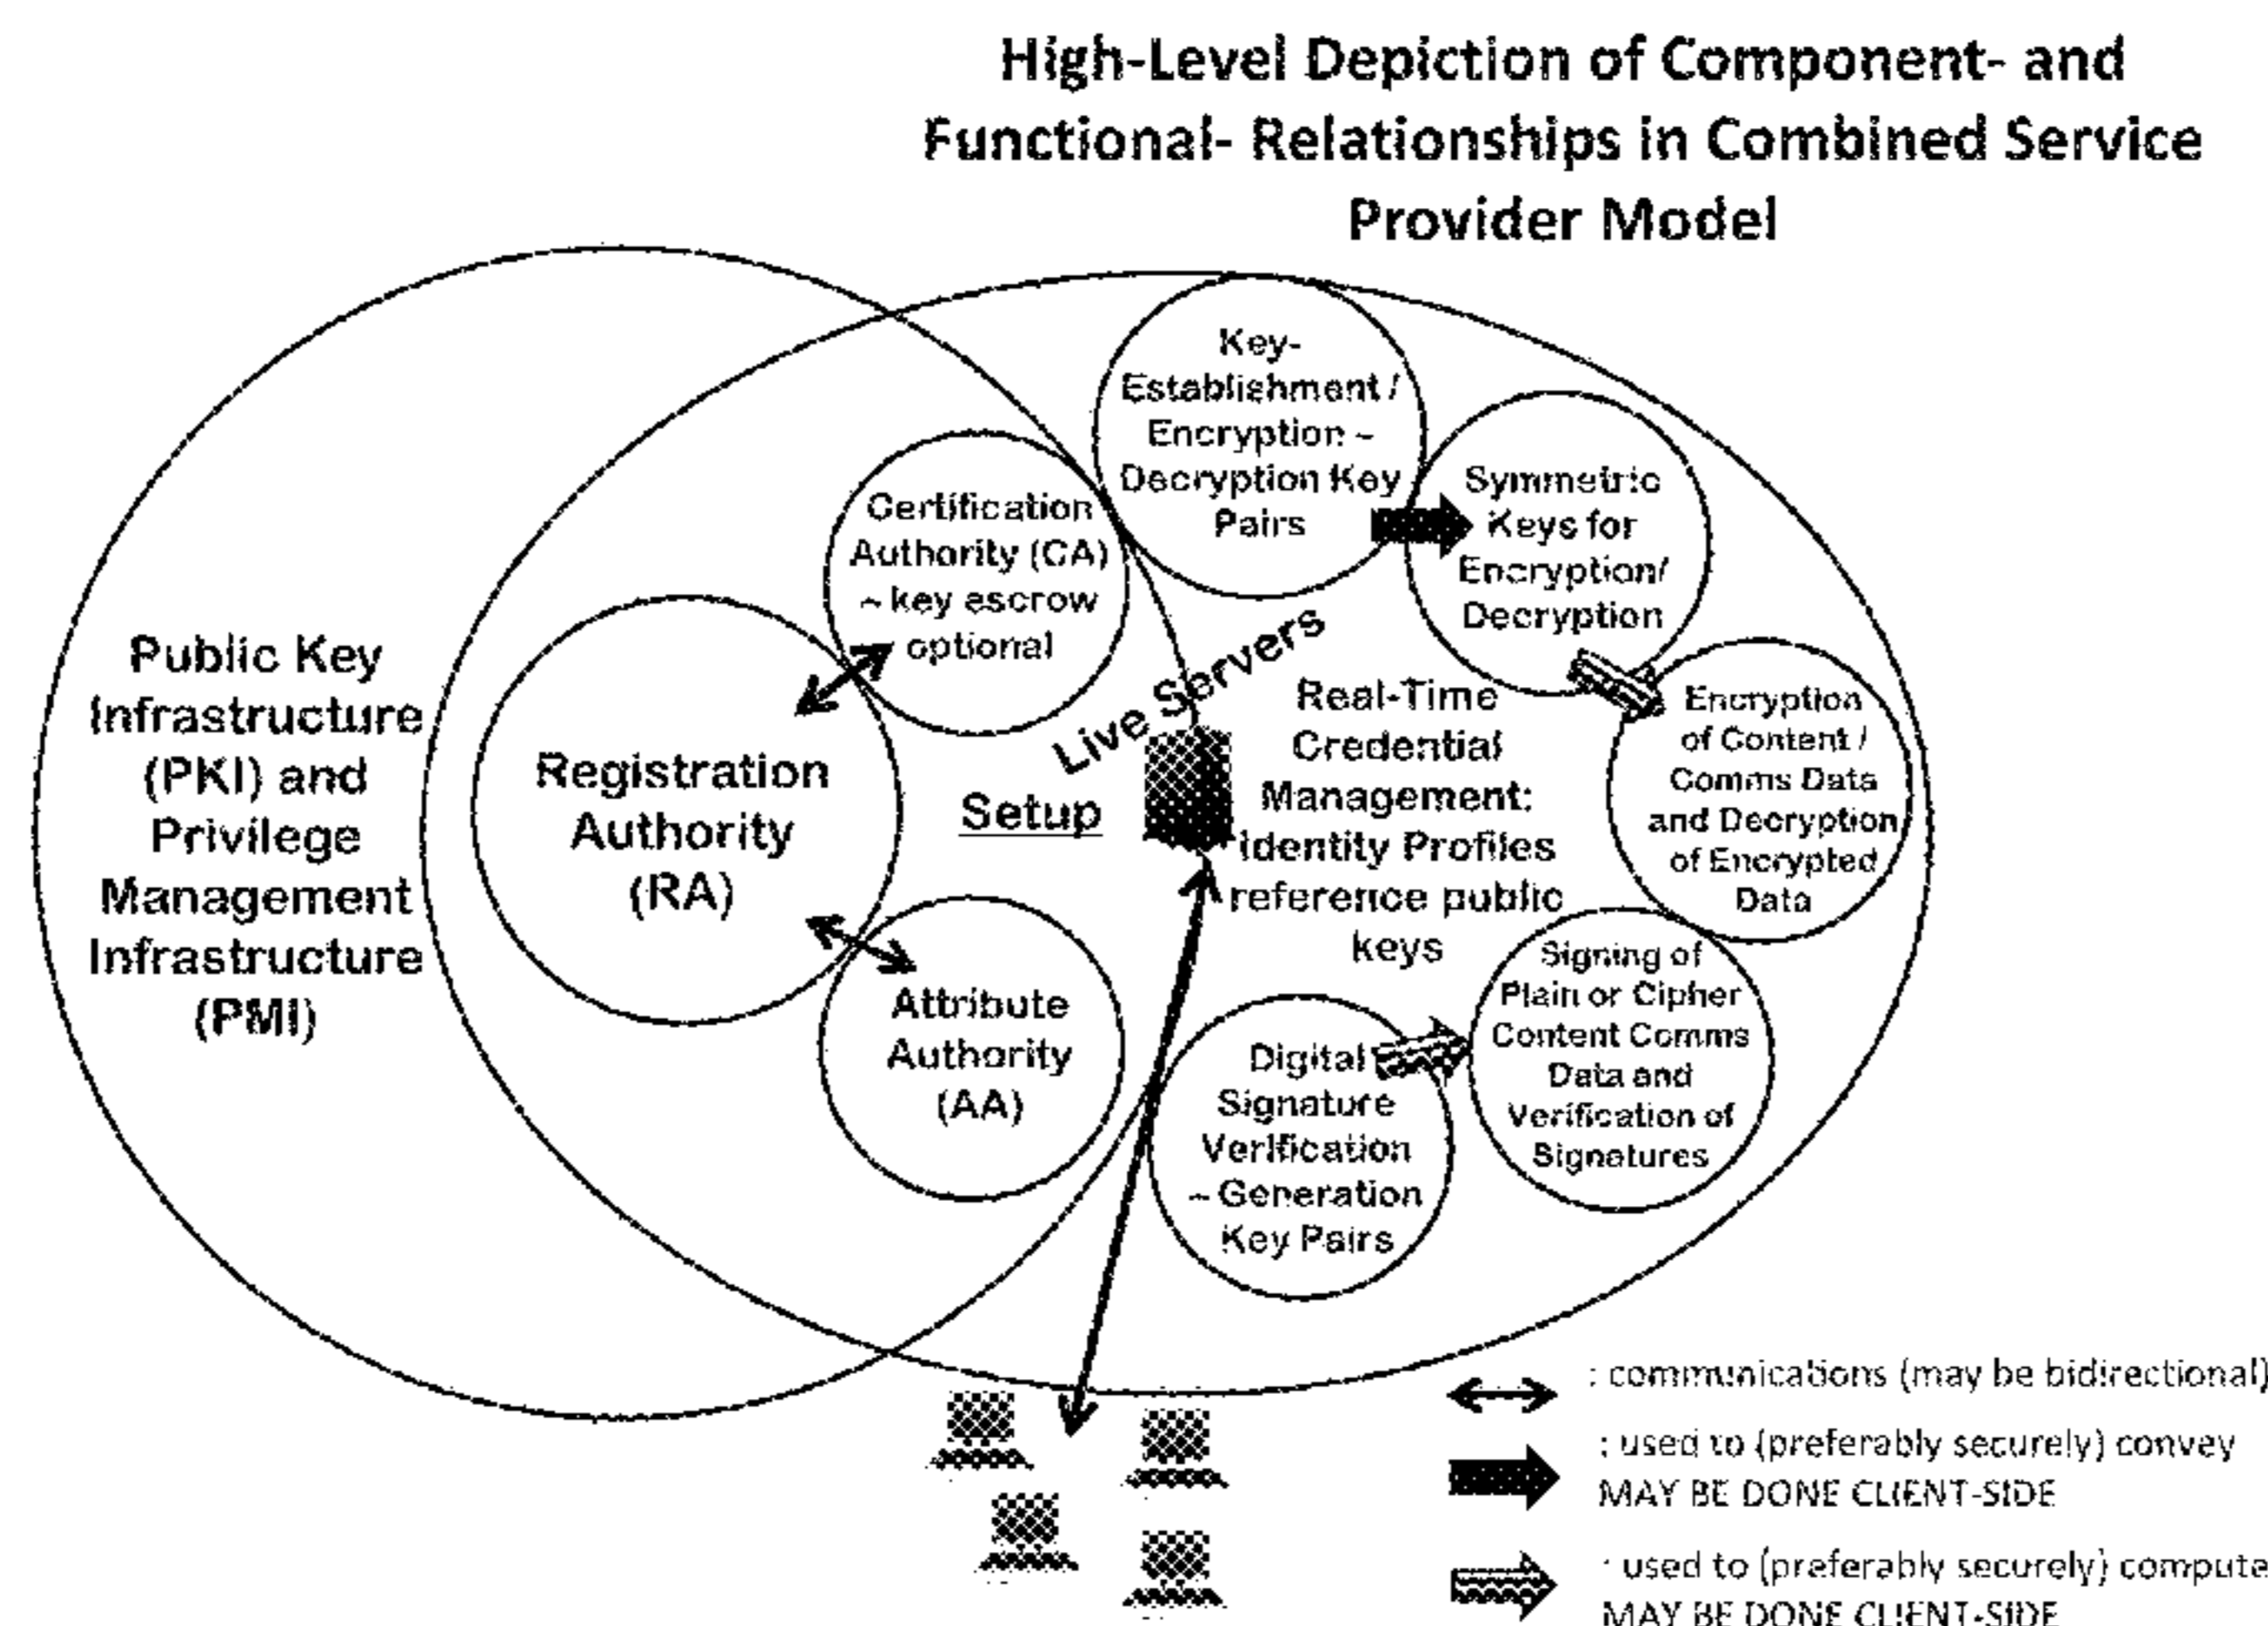 High-Level Depiction of Component- and
Functional- Relationships in Combined Service
Provider Model
Public Key
Infrastructure
(PKI) and
Privilege
Management
Infrastructure
(PMI)
Registration
Authority
(RA)
Certification
Authority (CA)
~ key escrow
optional
Attribute
Authority
(AA)
Setup
Live Servers
Key-
Establishment /
Encryption ~
Decryption Key
Pairs
Symmetric
Keys for
Encryption/
Decryption
Real-Time
Credential
Management:
Identity Profiles
reference public
keys
Encryption
of Content /
Comms Data
and Decryption
of Encrypted
Data
Signing of
Plain or Cipher
Content Comms
Data and
Verification of
Signatures
Digital
Signature
Verification
~ Generation
Key Pairs
: communications (may be bidirectional)
: used to (preferably securely) convey
MAY BE DONE CLIENT-SIDE
: used to (preferably securely) compute
MAY BE DONE CLIENT-SIDE